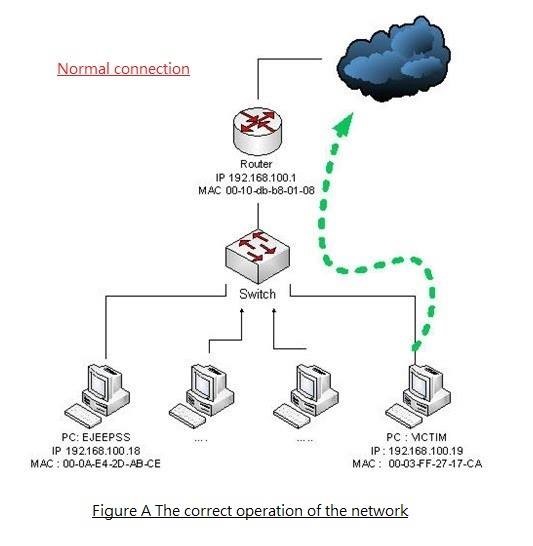 Normal connection
Router
IP 192.168.100.1
MAC 00-10-db-b8-01-08
Switch
PC: EJEEPSS
IP 192.168.100.18
MAC : 00-0A-E4-2D-AB-CE
....
.....
PC : VICTIM
IP : 192.168.100.19
MAC : 00-03-FF-27-17-CA
Figure A The correct operation of the network